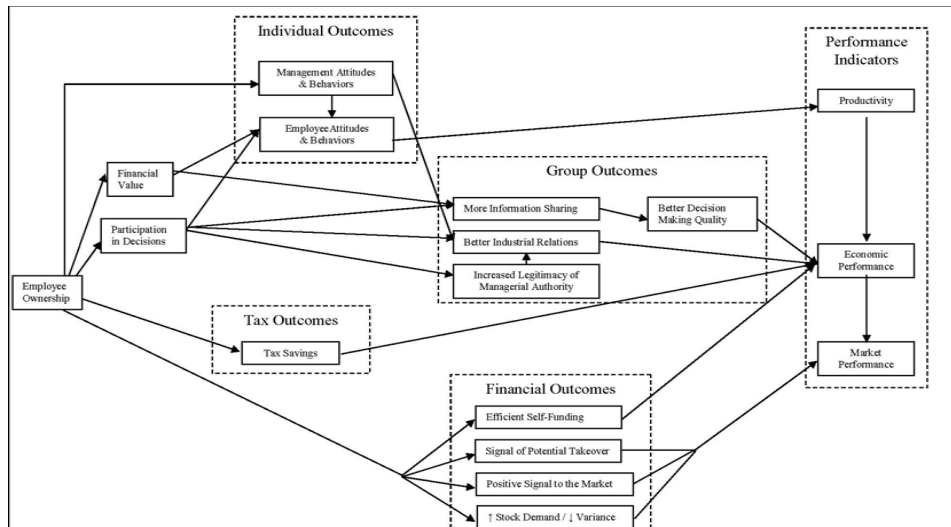 Individual Outcomes
Management Attitudes
& Behaviors
Employee Attitudes
& Behaviors
Performance
Indicators
Productivity
Economic
Performance
Market
Performance
Financial
Value
Participation
in Decisions
Employee
Ownership
Group Outcomes
More Information Sharing
Better Decision
Making Quality
Better Industrial Relations
Increased Legitimacy of
Managerial Authority
Tax Outcomes
Tax Savings
Financial Outcomes
Efficient Self-Funding
Signal of Potential Takeover
Positive Signal to the Market
↑ Stock Demand / ↓ Variance